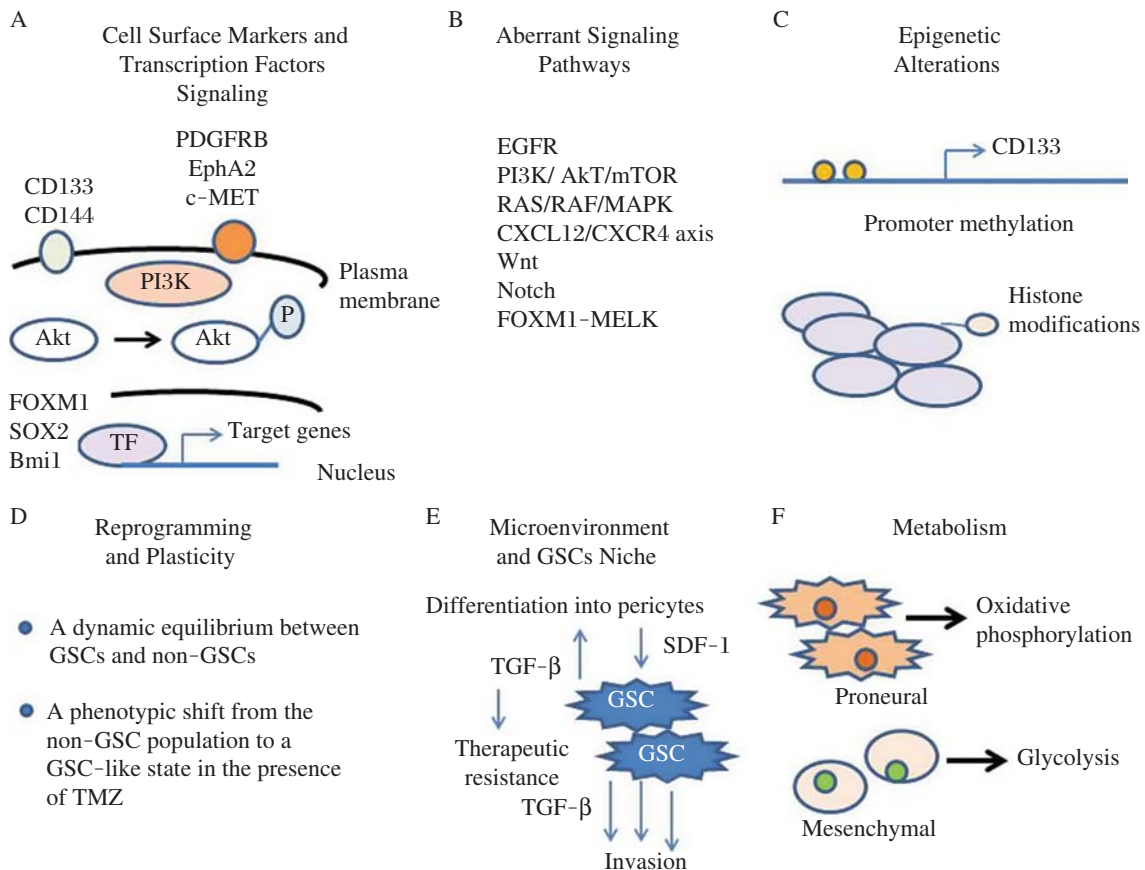 A
Cell Surface Markers and
Transcription Factors
Signaling
PDGFRB
EphA2
c-MET
CD133
CD144
PI3K
Plasma
membrane
Akt
Akt
P
FOXM1
SOX2
Bmi1
TF
Target genes
Nucleus
B
Aberrant Signaling
Pathways
EGFR
PI3K/ AkT/mTOR
RAS/RAF/MAPK
CXCL12/CXCR4 axis
Wnt
Notch
FOXM1-MELK
C
Epigenetic
Alterations
CD133
Promoter methylation
Histone
modifications
D
Reprogramming
and Plasticity
A dynamic equilibrium between
GSCs and non-GSCs
A phenotypic shift from the
non-GSC population to a
GSC-like state in the presence
of TMZ
E
Microenvironment
and GSCs Niche
Differentiation into pericytes
TGF-β
SDF-1
GSC
GSC
Therapeutic
resistance
TGF-β
Invasion
F
Metabolism
Oxidative
phosphorylation
Proneural
Glycolysis
Mesenchymal